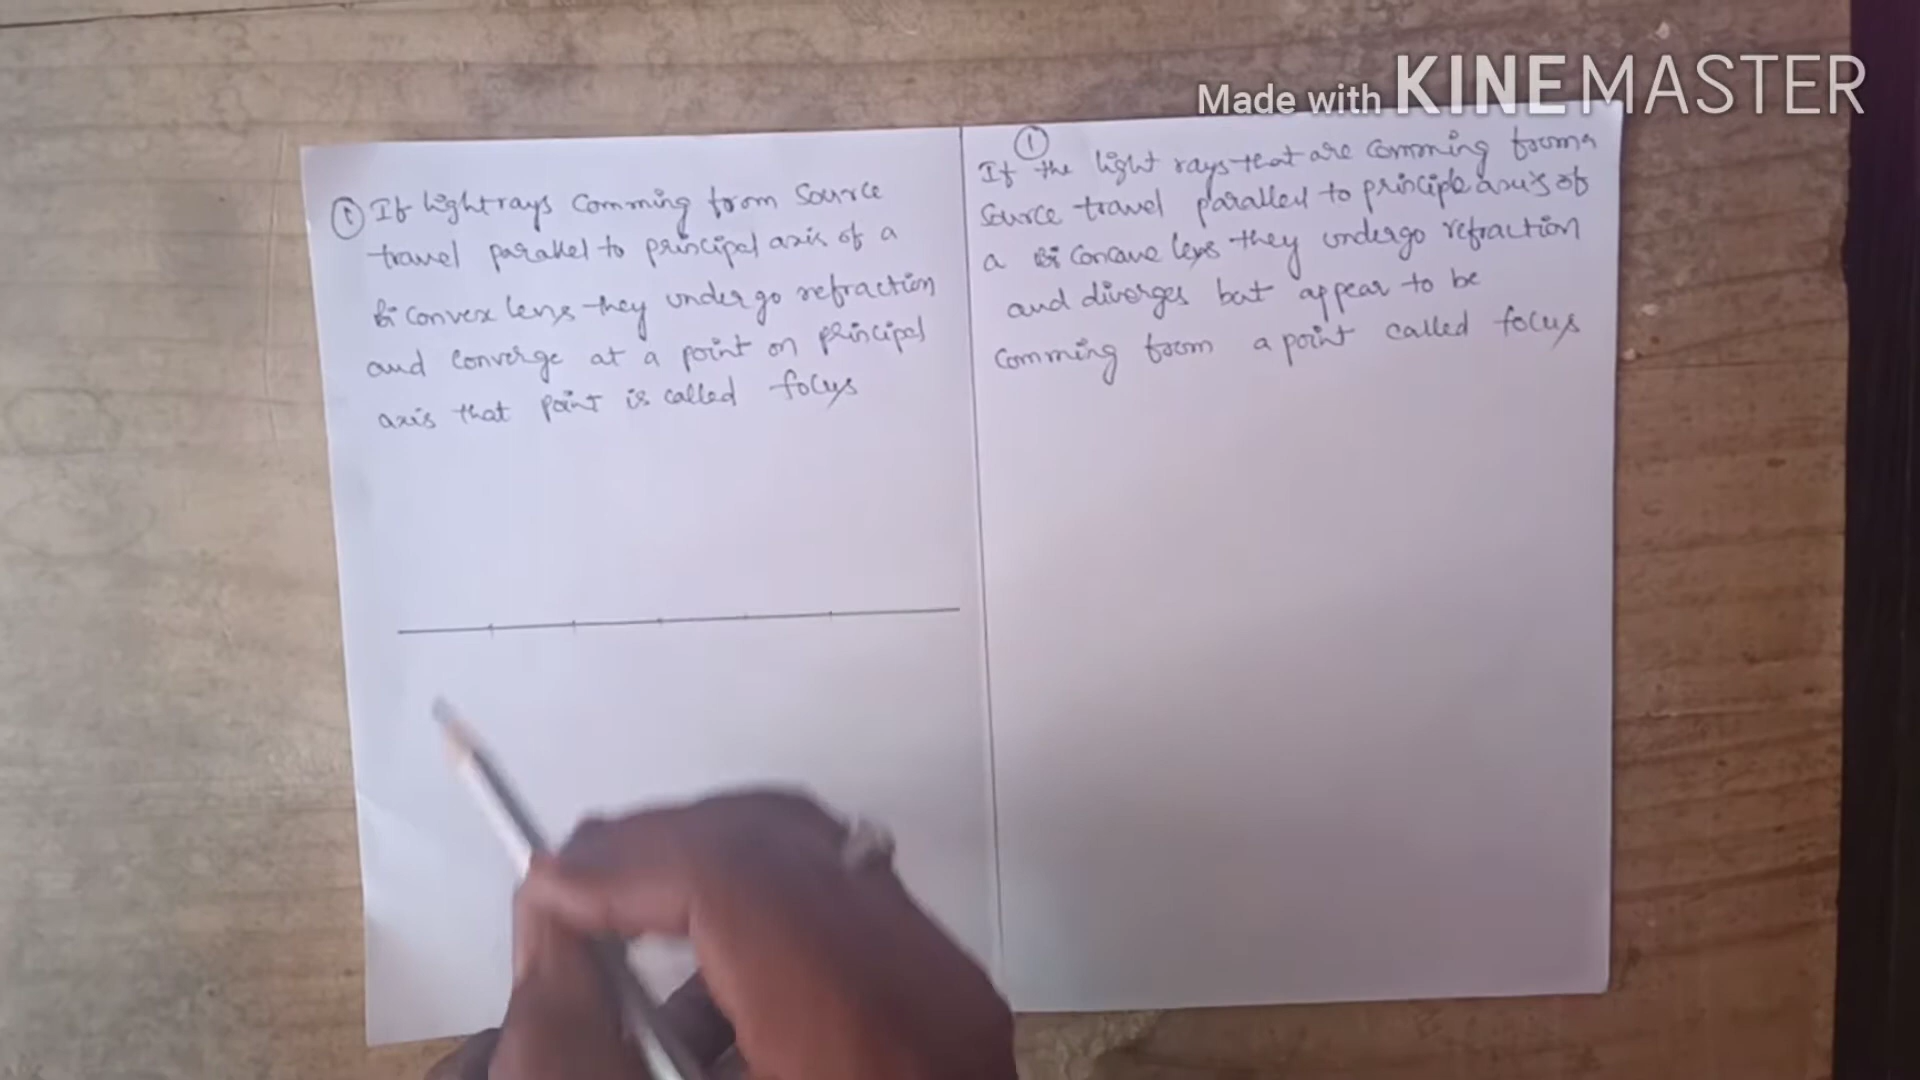 Made with KINEMASTER
① If light rays comming from source
travel parallel to principal axis of a
Bi convex lens they undergo refraction
and converge at a point on principal
axis that point is called focus
①
If the light rays that are comming from a
source travel parallel to principle axis of
a Bi concave lens they undergo refraction
and diverges but appear to be
comming from a point called focus